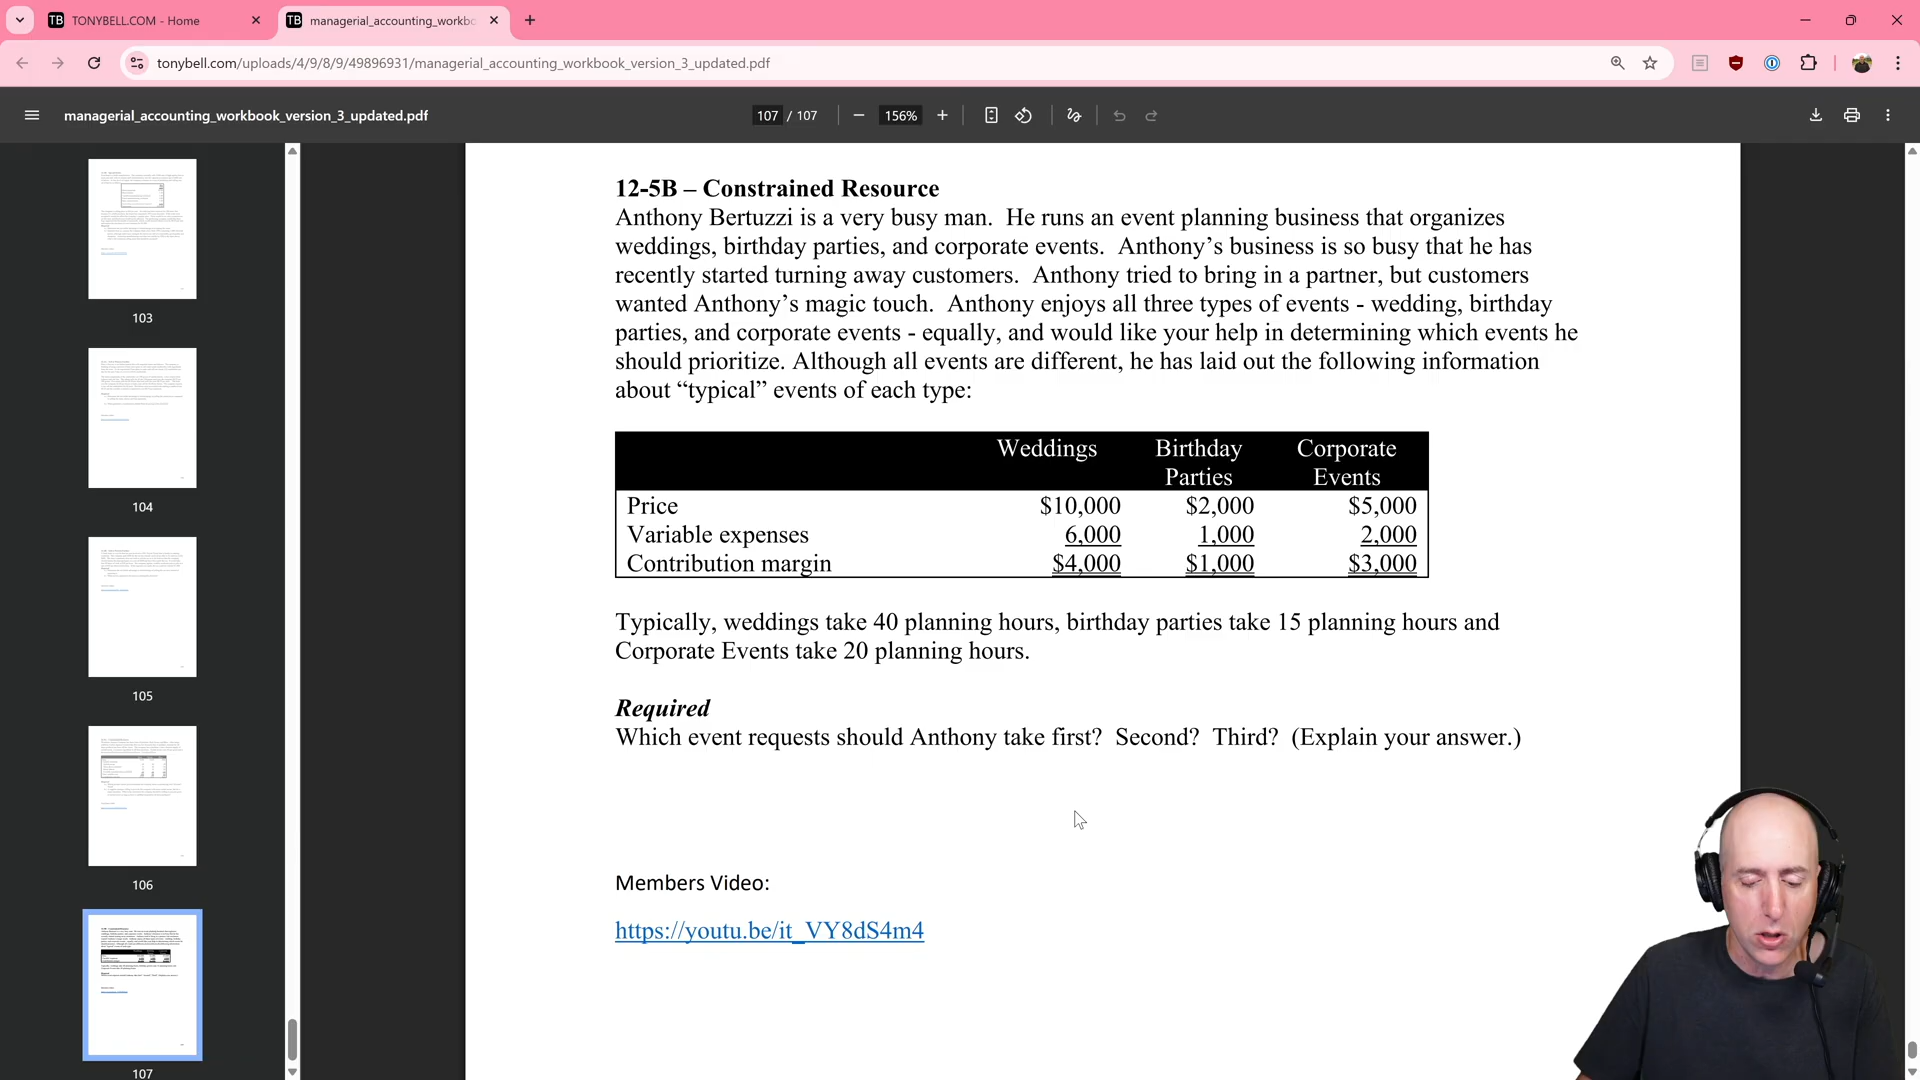 TONYBELL.COM - Home
managerial_accounting_workbo
tonybell.com/uploads/4/9/8/9/49896931/managerial_accounting_workbook_version_3_updated.pdf
managerial_accounting_workbook_version_3_updated.pdf
107 / 107
156%
103
104
105
106
107
12-5B – Constrained Resource
Anthony Bertuzzi is a very busy man.  He runs an event planning business that organizes
weddings, birthday parties, and corporate events.  Anthony’s business is so busy that he has
recently started turning away customers.  Anthony tried to bring in a partner, but customers
wanted Anthony’s magic touch.  Anthony enjoys all three types of events - wedding, birthday
parties, and corporate events - equally, and would like your help in determining which events he
should prioritize. Although all events are different, he has laid out the following information
about “typical” events of each type:
Weddings Birthday Corporate
Parties Events
Price $10,000 $2,000 $5,000
Variable expenses 6,000 1,000 2,000
Contribution margin $4,000 $1,000 $3,000
Typically, weddings take 40 planning hours, birthday parties take 15 planning hours and
Corporate Events take 20 planning hours.
Required
Which event requests should Anthony take first?  Second?  Third?  (Explain your answer.)
Members Video:
https://youtu.be/it_VY8dS4m4